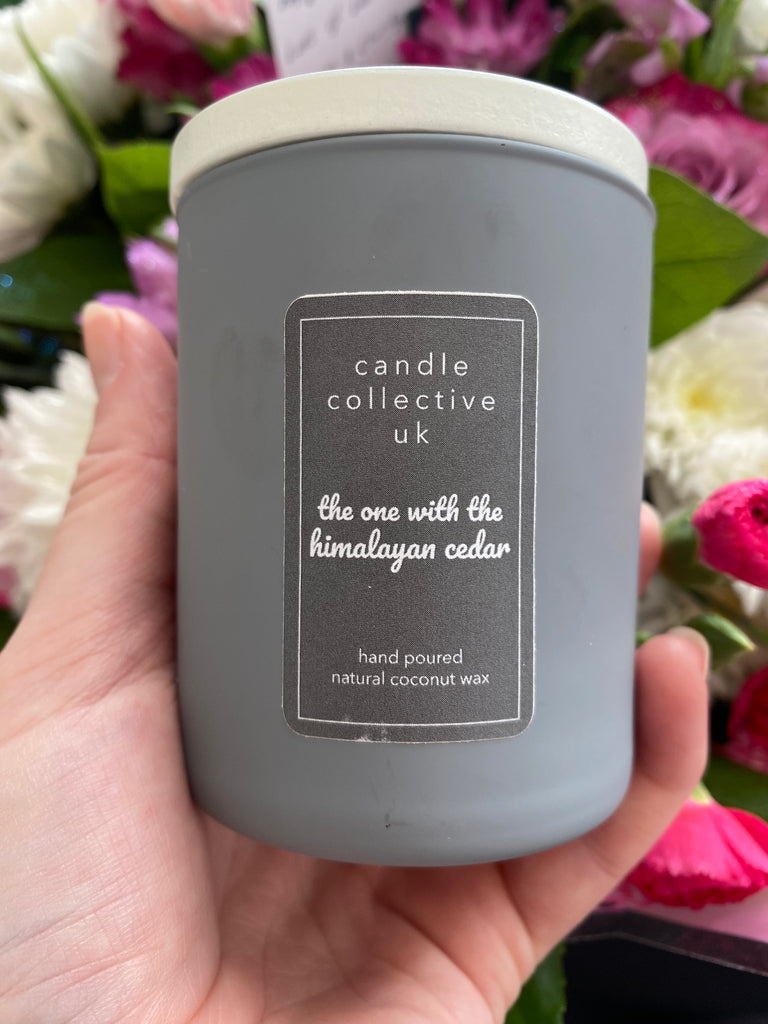 candle
collective
uk
the one with the
himalayan cedar
hand poured
natural coconut wax